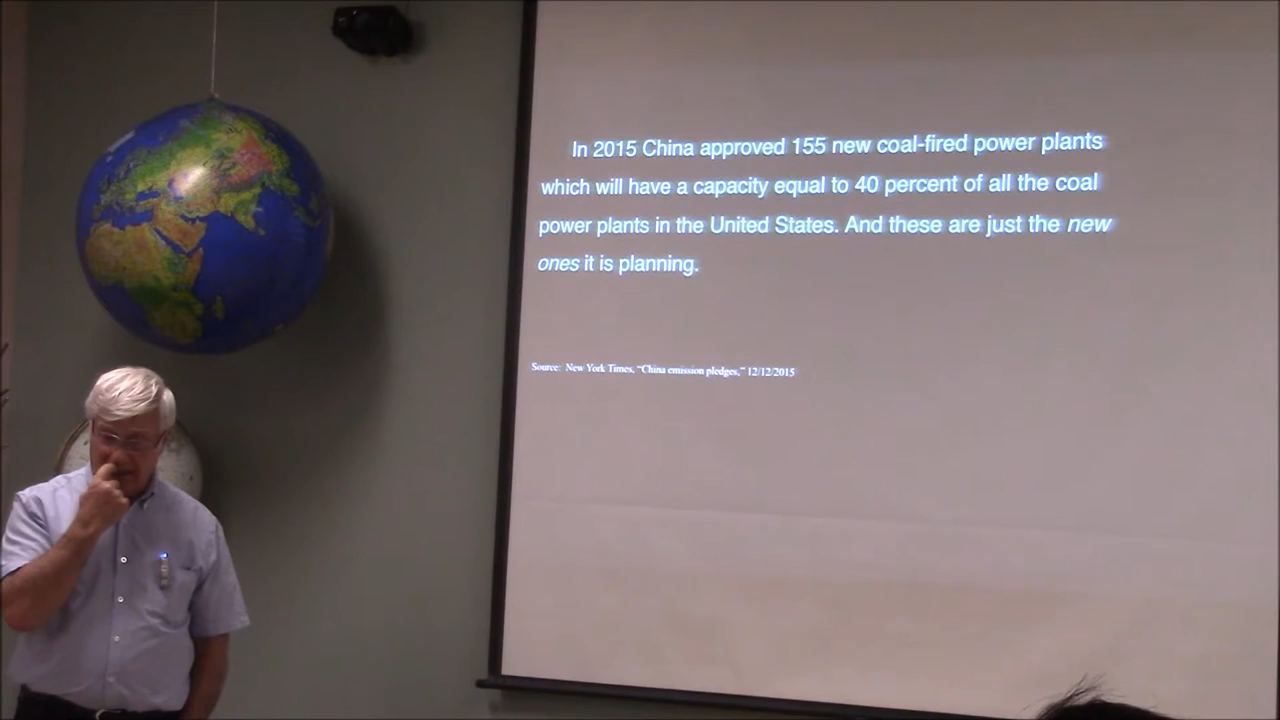 In 2015 China approved 155 new coal-fired power plants
which will have a capacity equal to 40 percent of all the coal
power plants in the United States. And these are just the new
ones it is planning.
Source: New York Times, “China emission pledges,” 12/12/2015